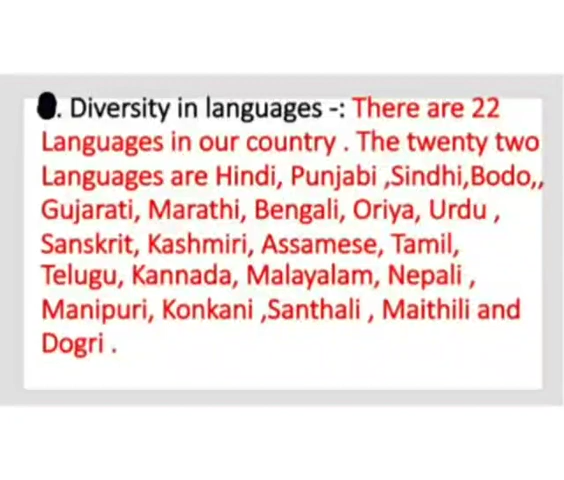 . Diversity in languages -: There are 22
Languages in our country . The twenty two
Languages are Hindi, Punjabi ,Sindhi,Bodo,,
Gujarati, Marathi, Bengali, Oriya, Urdu ,
Sanskrit, Kashmiri, Assamese, Tamil,
Telugu, Kannada, Malayalam, Nepali ,
Manipuri, Konkani ,Santhali , Maithili and
Dogri .